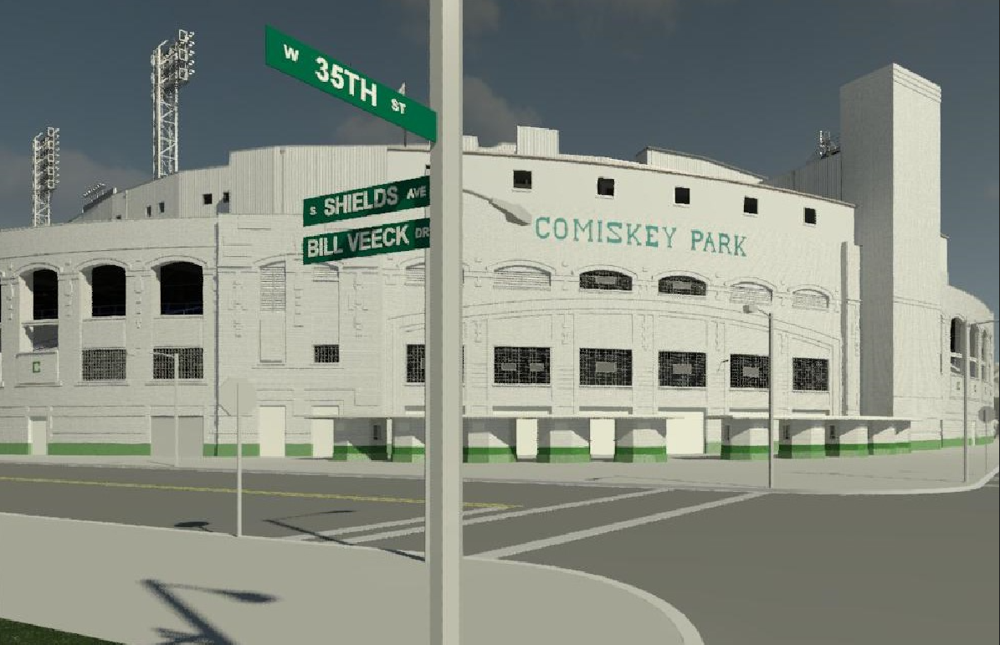 W 35TH ST
S. SHIELDS AVE
BILL VEECK DR
COMISKEY PARK
C